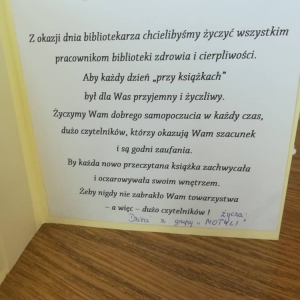 Z okazji dnia bibliotekarza chcielibyśmy życzyć wszystkim
pracownikom biblioteki zdrowia i cierpliwości.
Aby każdy dzień „przy książkach”
był dla Was przyjemny i życzliwy.
Życzymy Wam dobrego samopoczucia w każdy czas,
dużo czytelników, którzy okazują Wam szacunek
i są godni zaufania.
By każda nowo przeczytana książka zachwycała
i oczarowywała swoim wnętrzem.
Żeby nigdy nie zabrakło Wam towarzystwa
– a więc – dużo czytelników ! życzą
Dzieci z grupy „MOTYLI"